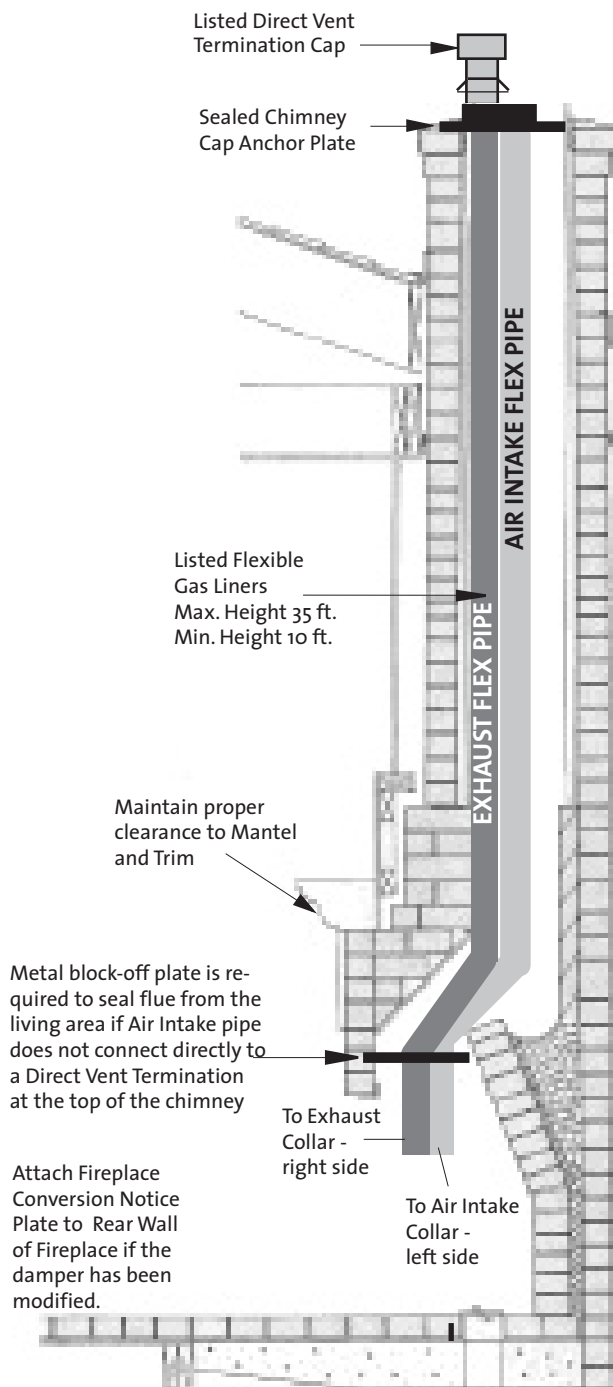 Listed Direct Vent
Termination Cap
Sealed Chimney
Cap Anchor Plate
AIR INTAKE FLEX PIPE
Listed Flexible
Gas Liners
Max. Height 35 ft.
Min. Height 10 ft.
EXHAUST FLEX PIPE
Maintain proper
clearance to Mantel
and Trim
Metal block-off plate is re-
quired to seal flue from the
living area if Air Intake pipe
does not connect directly to
a Direct Vent Termination
at the top of the chimney
To Exhaust
Collar -
right side
Attach Fireplace
Conversion Notice
Plate to Rear Wall
of Fireplace if the
damper has been
modified.
To Air Intake
Collar -
left side